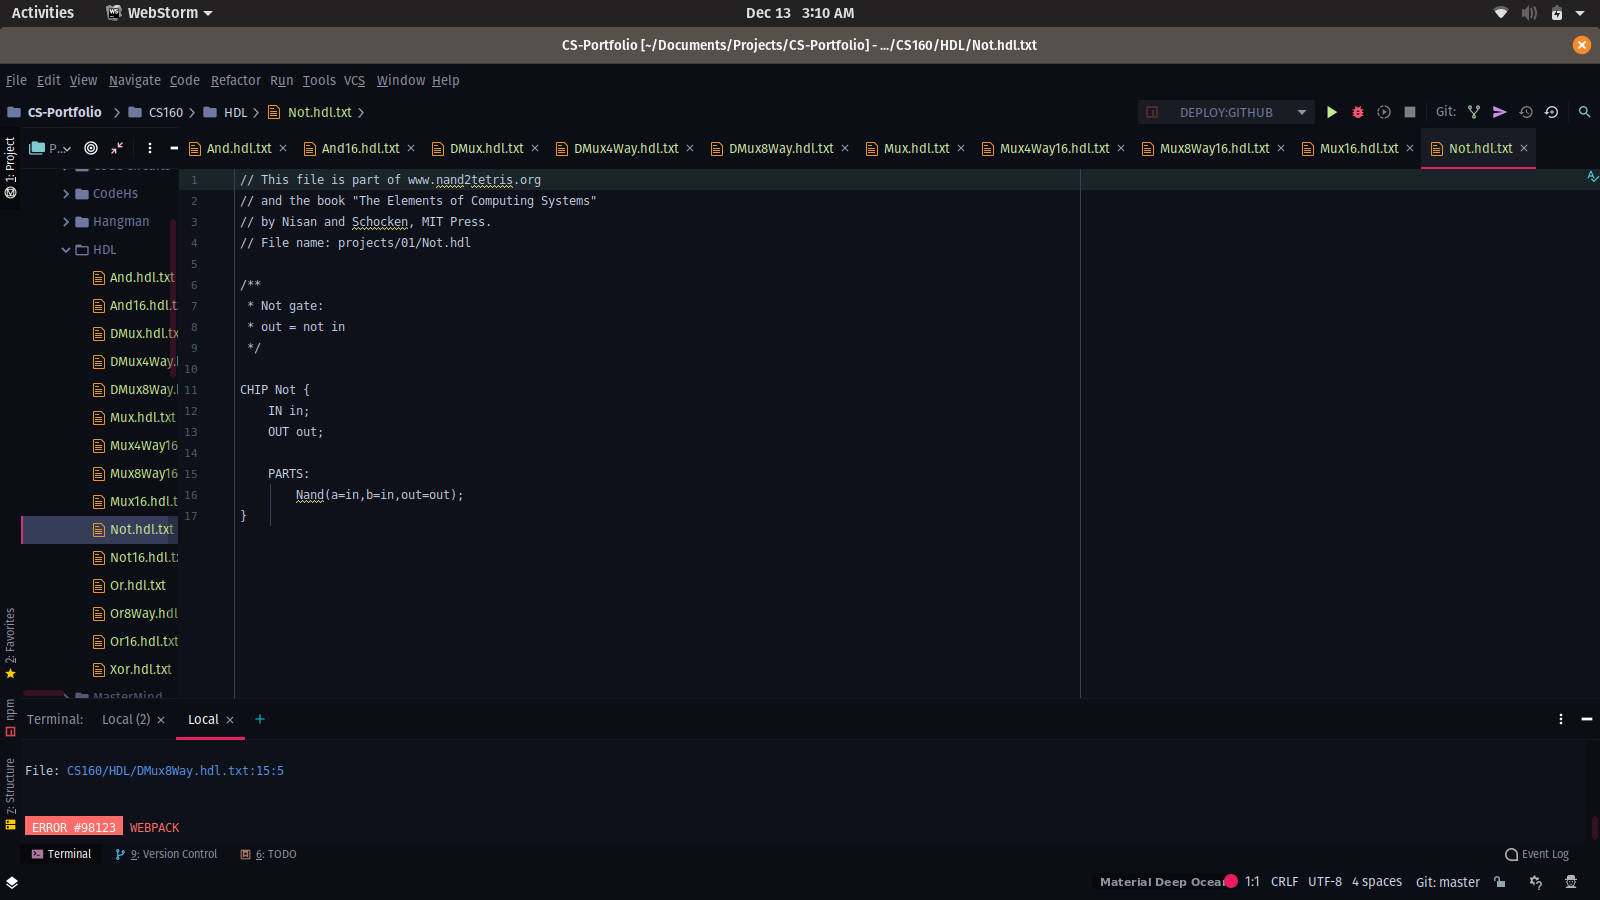 Activities WebStorm Dec 13 3:10 AM
CS-Portfolio [~/Documents/Projects/CS-Portfolio] - .../CS160/HDL/Not.hdl.txt
File Edit View Navigate Code Refactor Run Tools VCS Window Help
CS-Portfolio CS160 HDL Not.hdl.txt DEPLOY:GITHUB Git:
1: Project
P... And.hdl.txt And16.hdl.txt DMux.hdl.txt DMux4Way.hdl.txt DMux8Way.hdl.txt Mux.hdl.txt Mux4Way16.hdl.txt Mux8Way16.hdl.txt Mux16.hdl.txt Not.hdl.txt
CodeHs
Hangman
HDL
And.hdl.txt
And16.hdl.t
DMux.hdl.tx
DMux4Way.
DMux8Way.
Mux.hdl.txt
Mux4Way16
Mux8Way16
Mux16.hdl.t
Not.hdl.txt
Not16.hdl.t
Or.hdl.txt
Or8Way.hdl
Or16.hdl.txt
Xor.hdl.txt
MasterMind
1 // This file is part of www.nand2tetris.org
2 // and the book "The Elements of Computing Systems"
3 // by Nisan and Schocken, MIT Press.
4 // File name: projects/01/Not.hdl
5
6 /**
7 * Not gate:
8 * out = not in
9 */
10
11 CHIP Not {
12 IN in;
13 OUT out;
14
15 PARTS:
16 Nand(a=in,b=in,out=out);
17 }
2: Favorites
npm
7: Structure
Terminal: Local (2) Local
File: CS160/HDL/DMux8Way.hdl.txt:15:5
ERROR #98123 WEBPACK
Terminal 9: Version Control 6: TODO Event Log
Material Deep Ocea 1:1 CRLF UTF-8 4 spaces Git: master